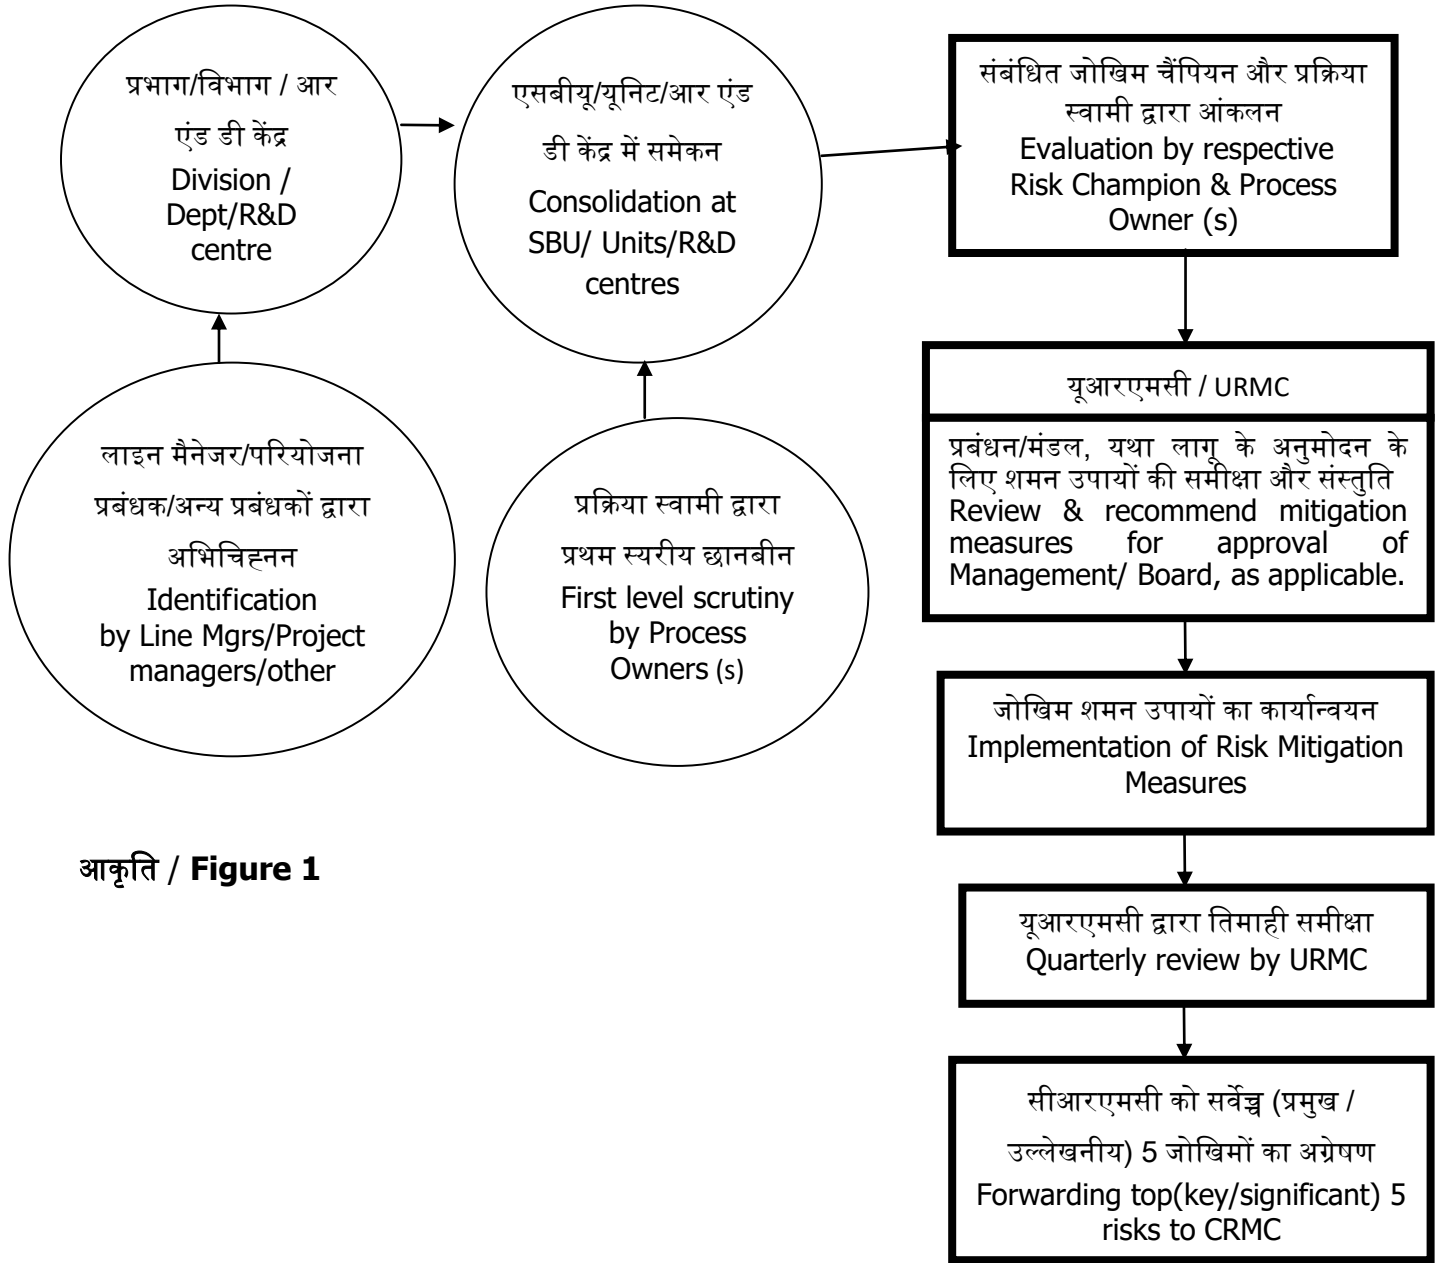 प्रभाग/विभाग / आर
एंड डी केंद्र
Division /
Dept/R&D
centre
एसबीयू/यूनिट/आर एंड
डी केंद्र में समेकन
Consolidation at
SBU/ Units/R&D
centres
संबंधित जोखिम चैंपियन और प्रक्रिया
स्वामी द्वारा आंकलन
Evaluation by respective
Risk Champion & Process
Owner (s)
लाइन मैनेजर/परियोजना
प्रबंधक/अन्य प्रबंधकों द्वारा
अभिचिह्नन
Identification
by Line Mgrs/Project
managers/other
प्रक्रिया स्वामी द्वारा
प्रथम स्यरीय छानबीन
First level scrutiny
by Process
Owners (s)
यूआरएमसी / URMC
प्रबंधन/मंडल, यथा लागू के अनुमोदन के
लिए शमन उपायों की समीक्षा और संस्तुति
Review & recommend mitigation
measures for approval of
Management/ Board, as applicable.
जोखिम शमन उपायों का कार्यान्वयन
Implementation of Risk Mitigation
Measures
आकृति / Figure 1
यूआरएमसी द्वारा तिमाही समीक्षा
Quarterly review by URMC
सीआरएमसी को सर्वेच्च (प्रमुख /
उल्लेखनीय) 5 जोखिमों का अग्रेषण
Forwarding top(key/significant) 5
risks to CRMC